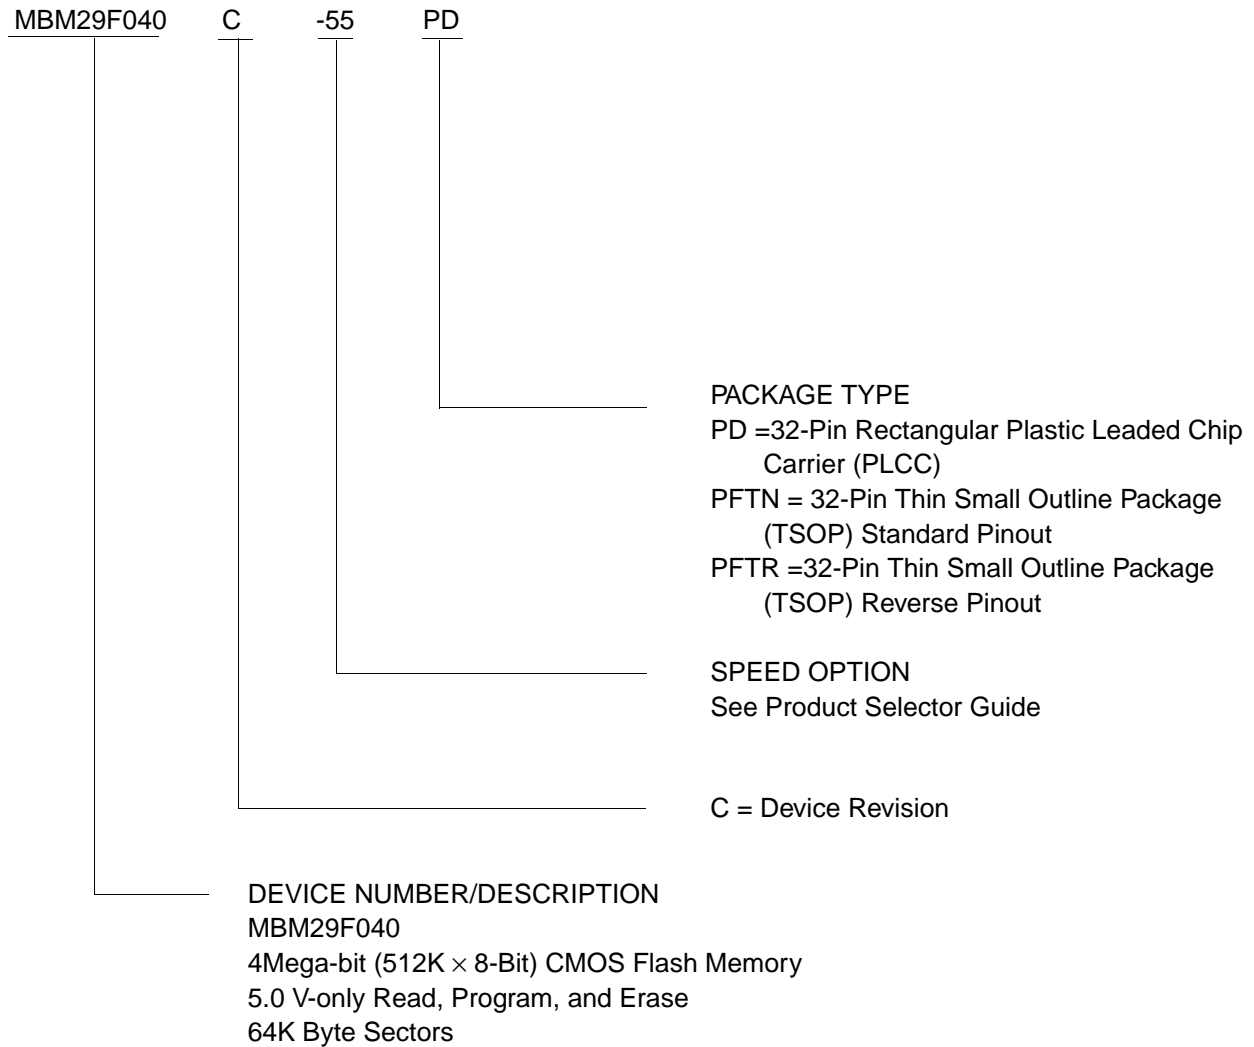 MBM29F040 C -55 PD
PACKAGE TYPE
PD =32-Pin Rectangular Plastic Leaded Chip
Carrier (PLCC)
PFTN = 32-Pin Thin Small Outline Package
(TSOP) Standard Pinout
PFTR =32-Pin Thin Small Outline Package
(TSOP) Reverse Pinout
SPEED OPTION
See Product Selector Guide
C = Device Revision
DEVICE NUMBER/DESCRIPTION
MBM29F040
4Mega-bit (512K × 8-Bit) CMOS Flash Memory
5.0 V-only Read, Program, and Erase
64K Byte Sectors